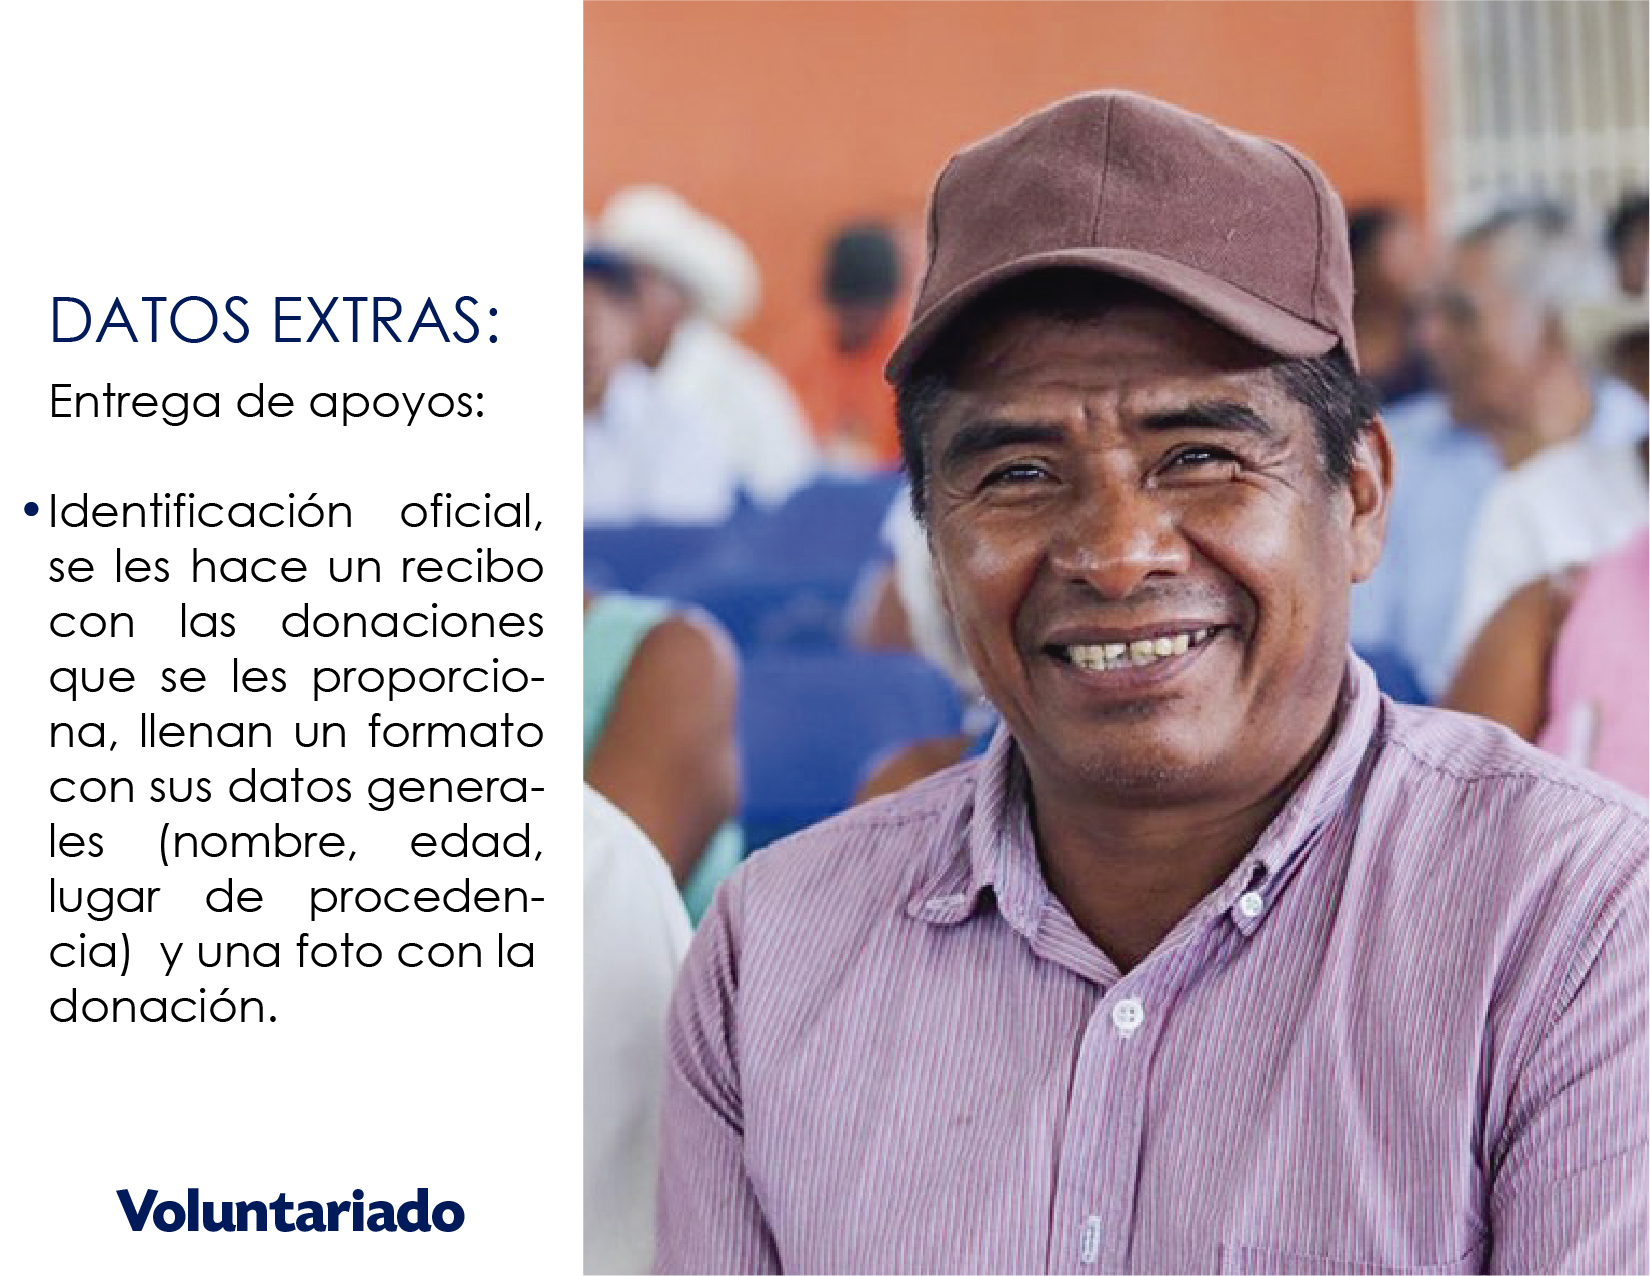 DATOS EXTRAS:
Entrega de apoyos:
• Identificación oficial,
se les hace un recibo
con las donaciones
que se les proporcio-
na, llenan un formato
con sus datos genera-
les (nombre, edad,
lugar de proceden-
cia)  y una foto con la
donación.
Voluntariado